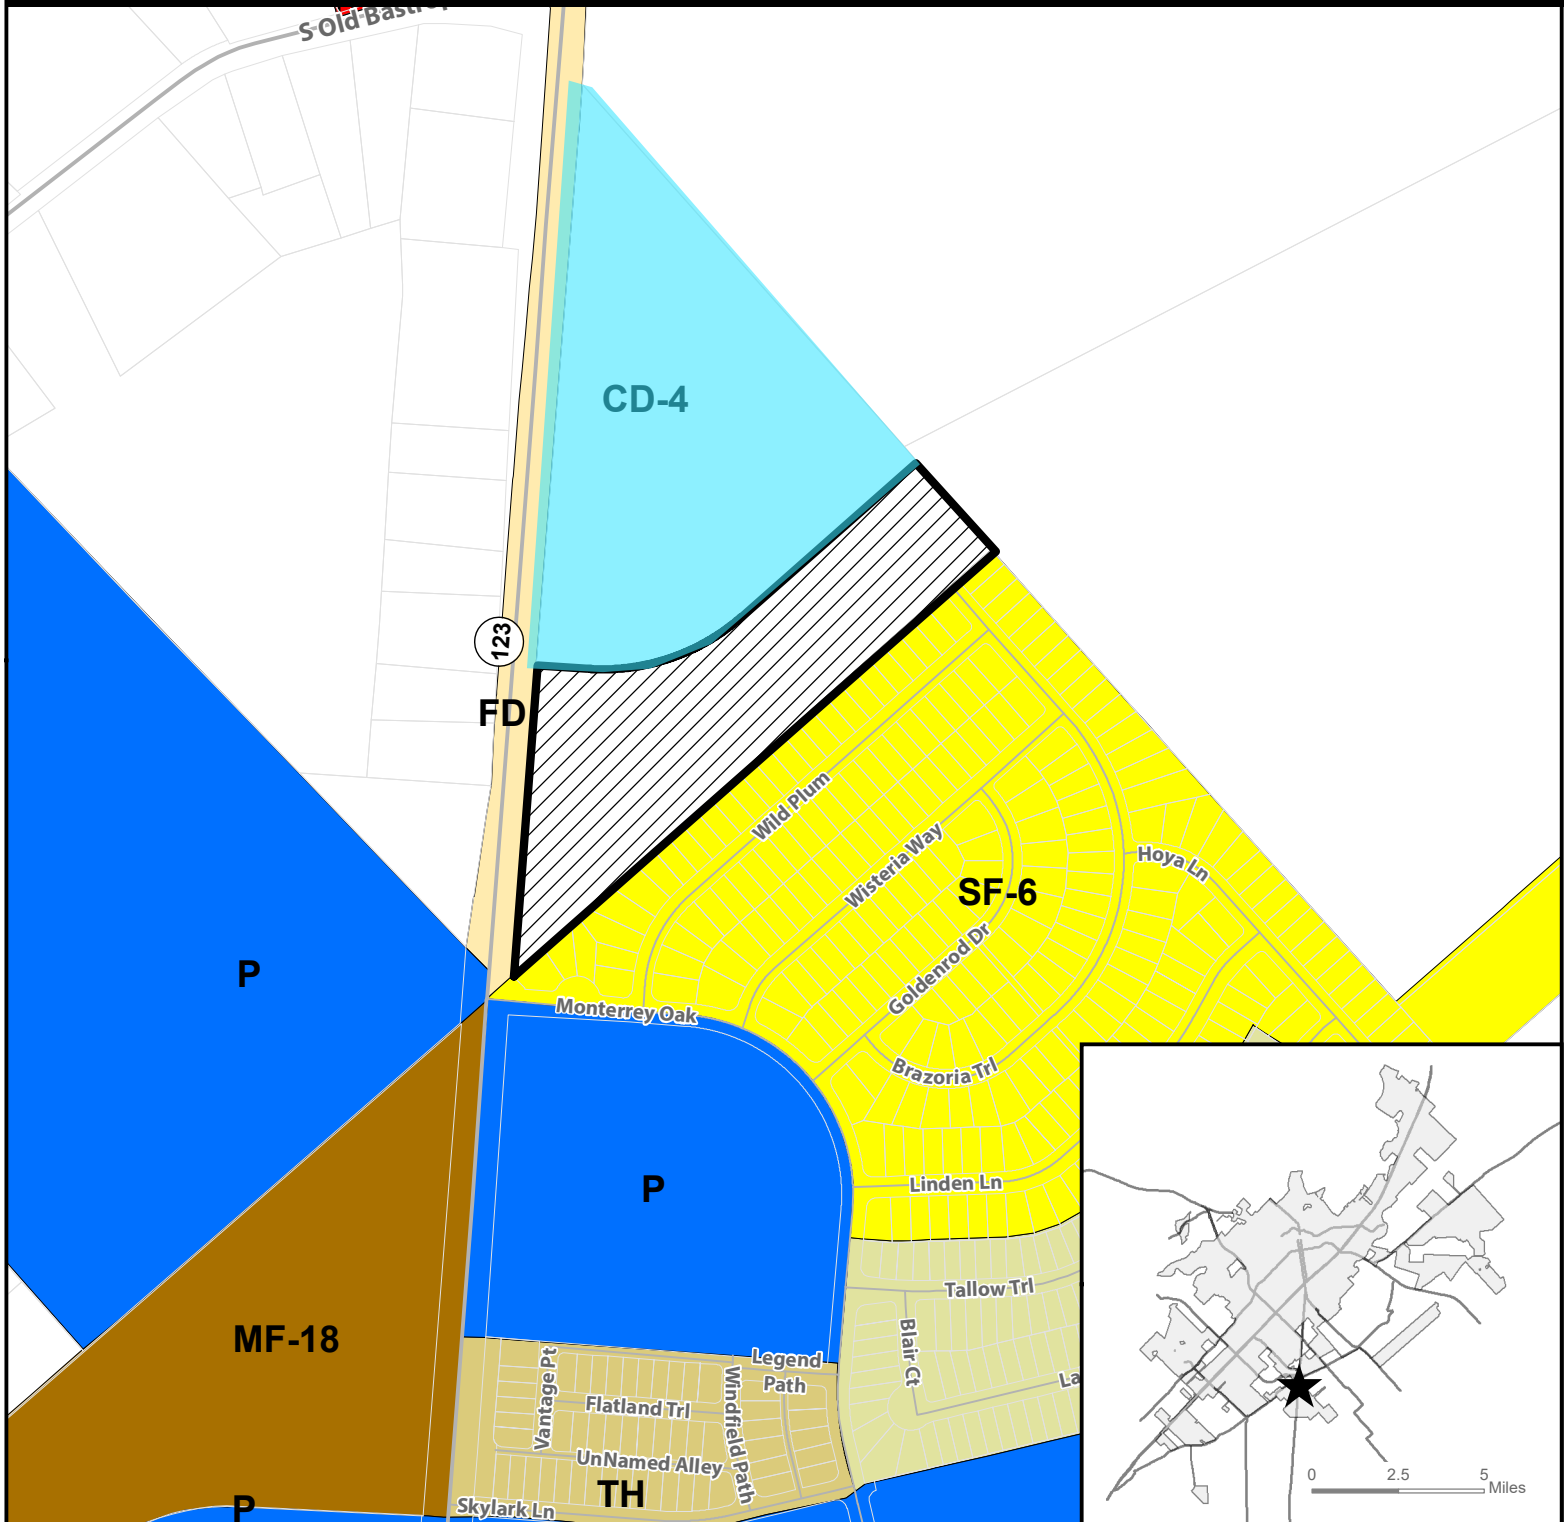 S Old Bastrop
CD-4
123
FD
Wild Plum
Wisteria Way
Hoya Ln
SF-6
Goldenrod Dr
P
Monterrey Oak
Brazoria Trl
P
Linden Ln
Tallow Trl
MF-18
Blair Ct
Legend
Path
Vantage Pt
Windfield Path
La
Flatland Trl
UnNamed Alley
TH
P
Skylark Ln
0 2.5 5
Miles